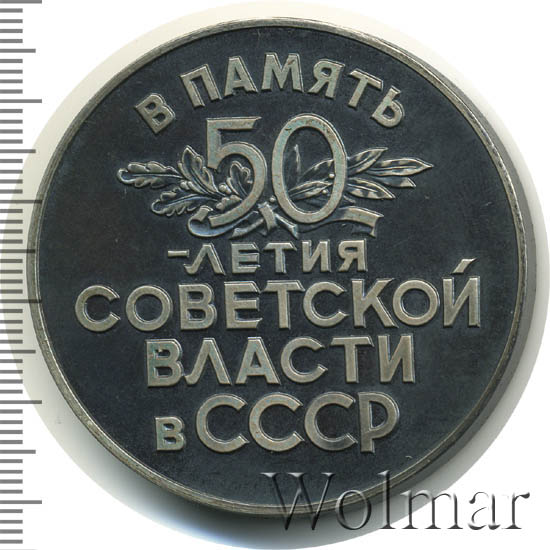 В ПАМЯТЬ
50
-ЛЕТИЯ
СОВЕТСКОЙ
ВЛАСТИ
В СССР
Wolmar